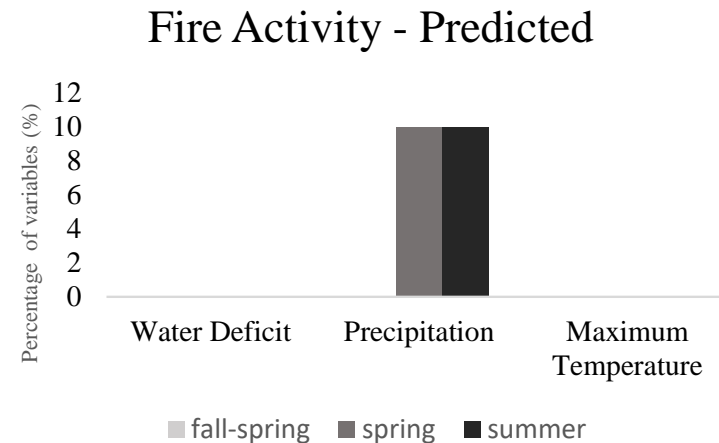 Fire Activity - Predicted
Percentage of variables (%)
12
10
8
6
4
2
0
Water Deficit
Precipitation
Maximum
Temperature
fall-spring
spring
summer